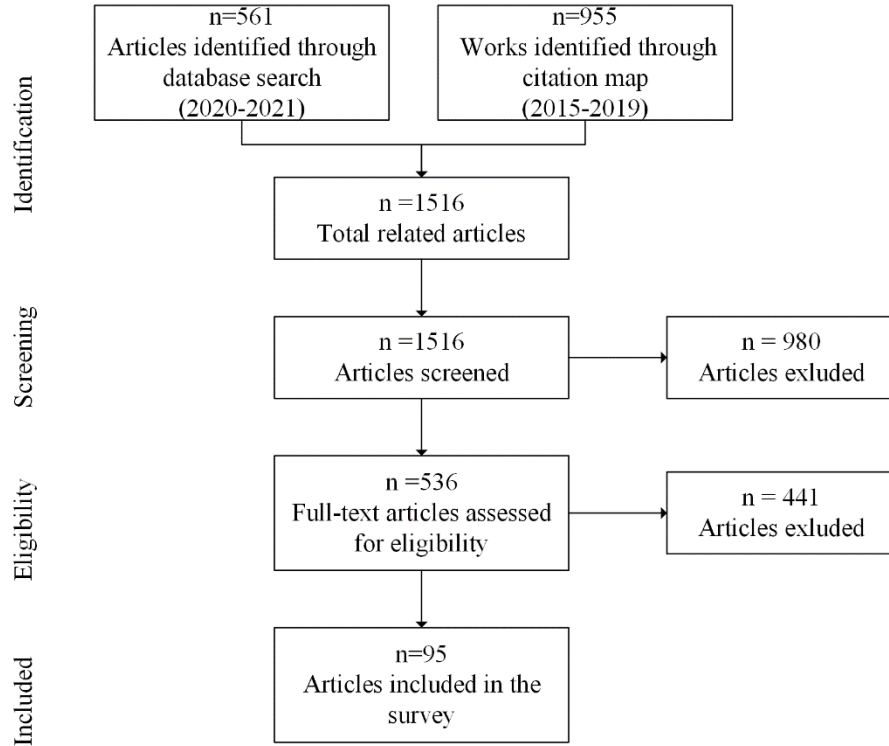 n=561
Articles identified through
database search
(2020-2021)
n=955
Works identified through
citation map
(2015-2019)
Identification
n =1516
Total related articles
Screening
n =1516
Articles screened
n = 980
Articles exluded
Eligibility
n =536
Full-text articles assessed
for eligibility
n = 441
Articles exluded
Included
n=95
Articles included in the
survey